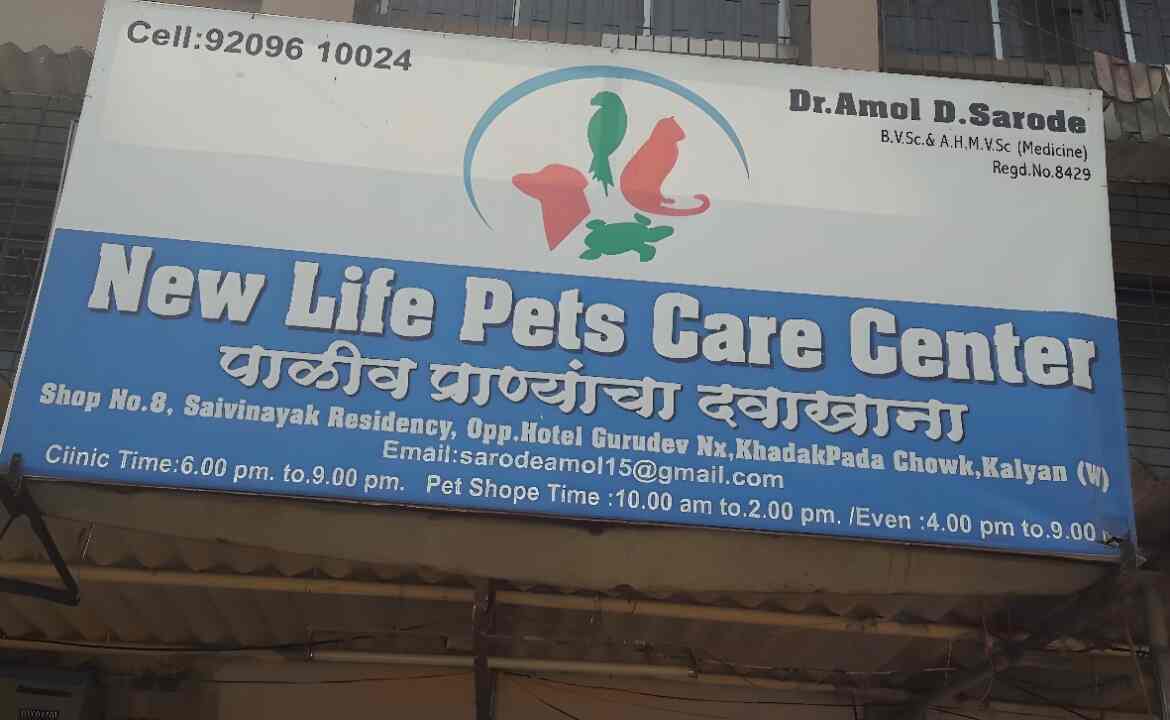 Cell:92096 10024
Dr.Amol D.Sarode
B.V.Sc.& A.H,M.V.Sc (Medicine)
Regd.No.8429
New Life Pets Care Center
पाळीव प्राण्यांचा दवाखाना
Shop No.8, Saivinayak Residency, Opp.Hotel Gurudev Nx,KhadakPada Chowk,Kalyan (W)
Email:sarodeamol15@gmail.com
Ciinic Time:6.00 pm. to.9.00 pm. Pet Shope Time :10.00 am to.2.00 pm. /Even :4.00 pm to.9.00